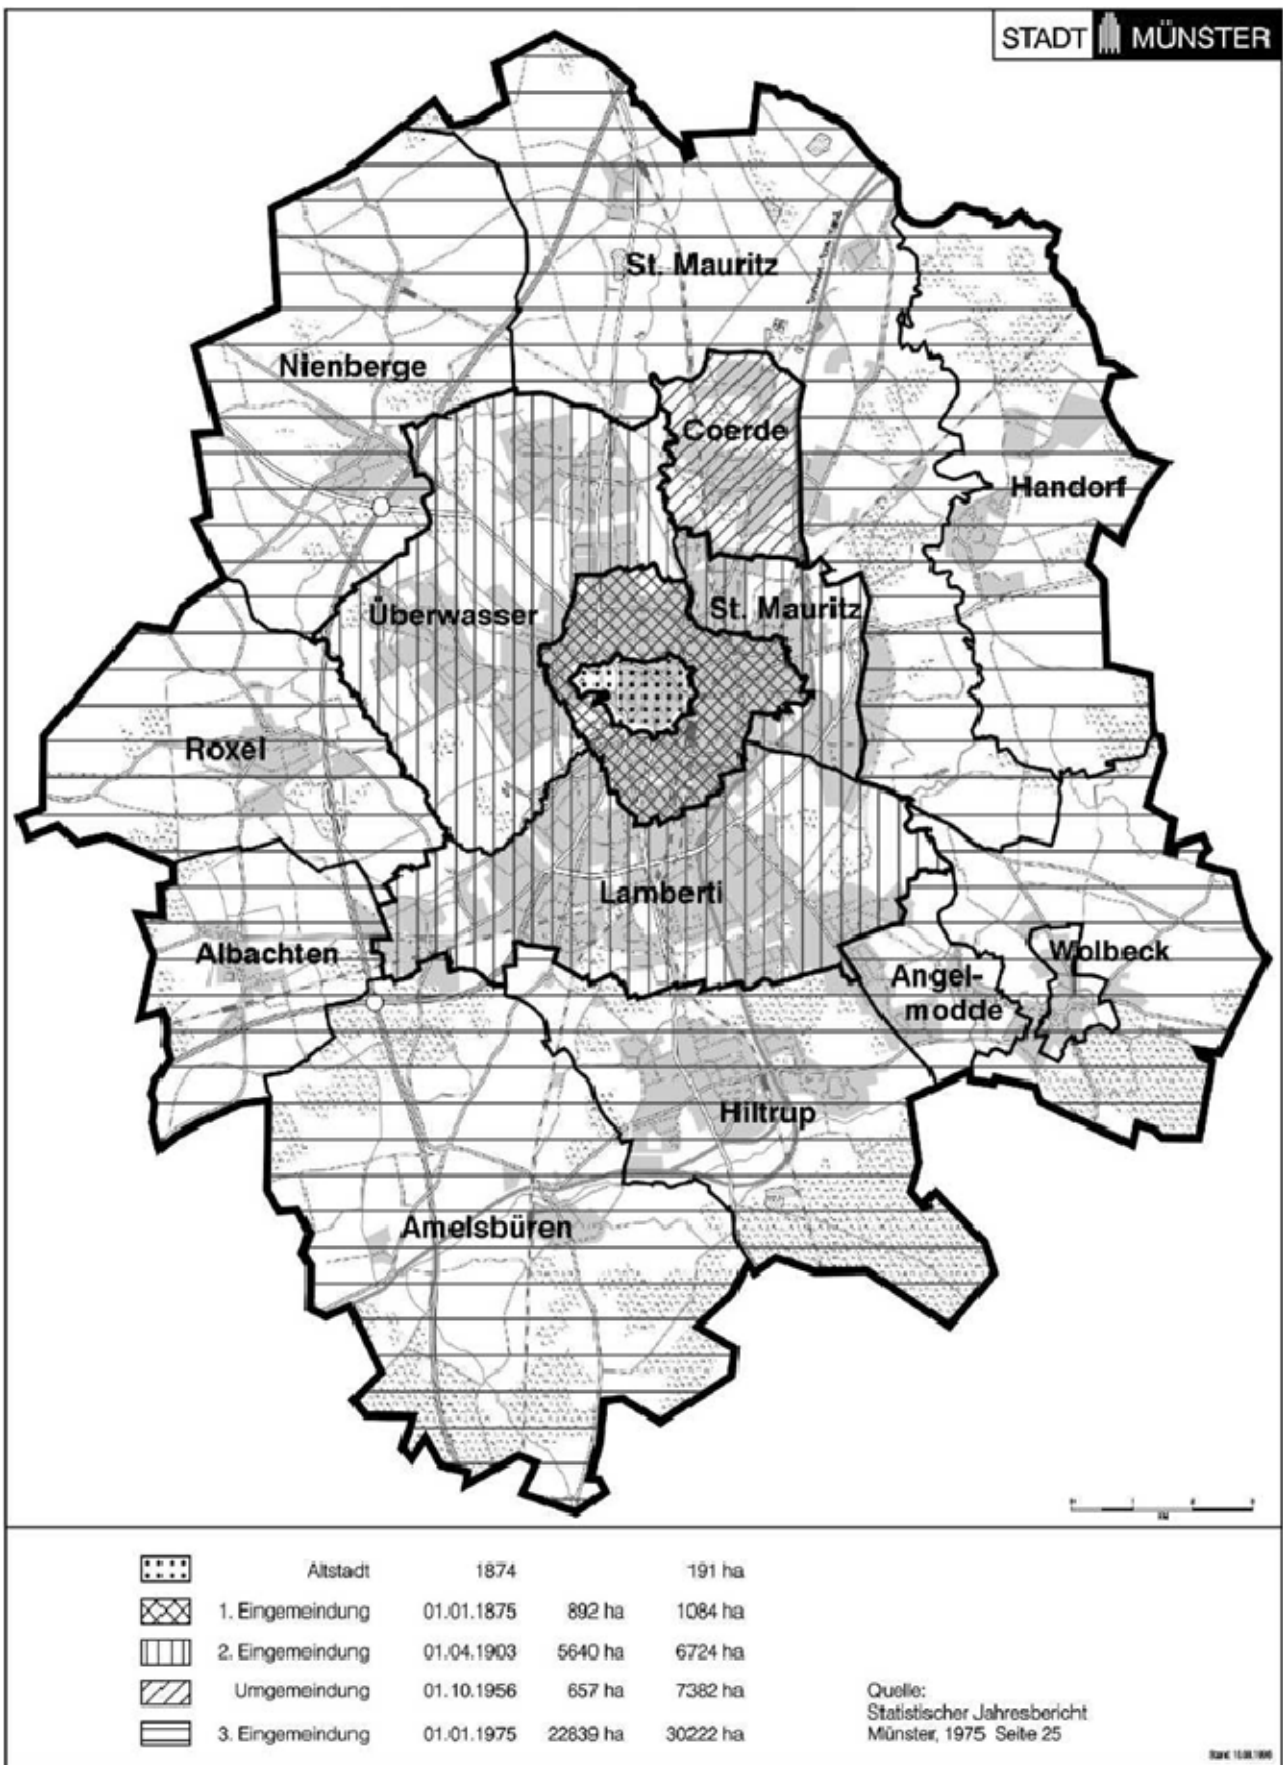 STADT MÜNSTER
St. Mauritz
Nienberge
Coerde
Handorf
Überwasser
St. Mauritz
Roxel
Lamberti
Albachten
Wolbeck
Angel-
modde
Hiltrup
Amelsbüren
Altstadt 1874 191 ha
1. Eingemeindung 01.01.1875 892 ha 1084 ha
2. Eingemeindung 01.04.1903 5640 ha 6724 ha
Umgemeindung 01.10.1956 657 ha 7382 ha
3. Eingemeindung 01.01.1975 22839 ha 30222 ha
Quelle:
Statistischer Jahresbericht
Münster, 1975 Seite 25